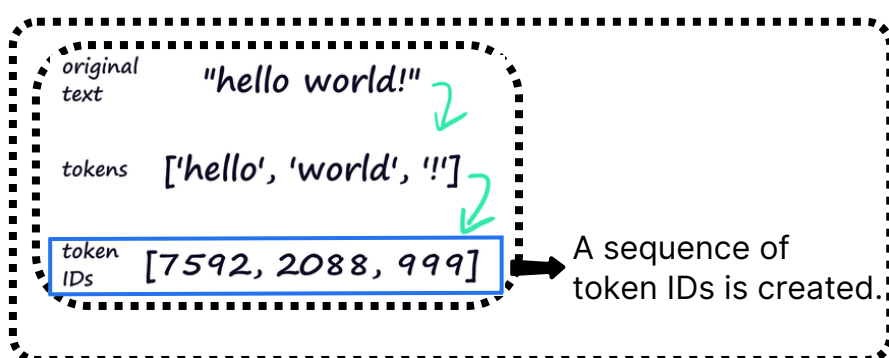 original
text
"hello world!"
tokens
['hello', 'world', '!']
token
IDs
[7592, 2088, 999]
A sequence of
token IDs is created.